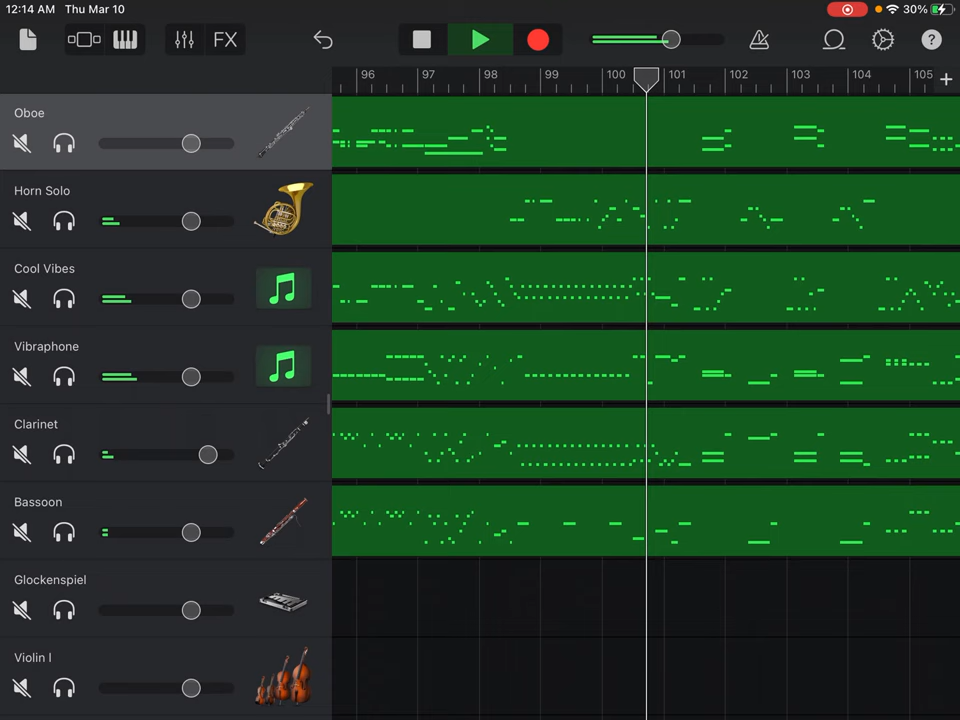 12:14 AM Thu Mar 10
30%
FX
?
96 97 98 99 100 101 102 103 104 105 +
Oboe
Horn Solo
Cool Vibes
Vibraphone
Clarinet
Bassoon
Glockenspiel
Violin I